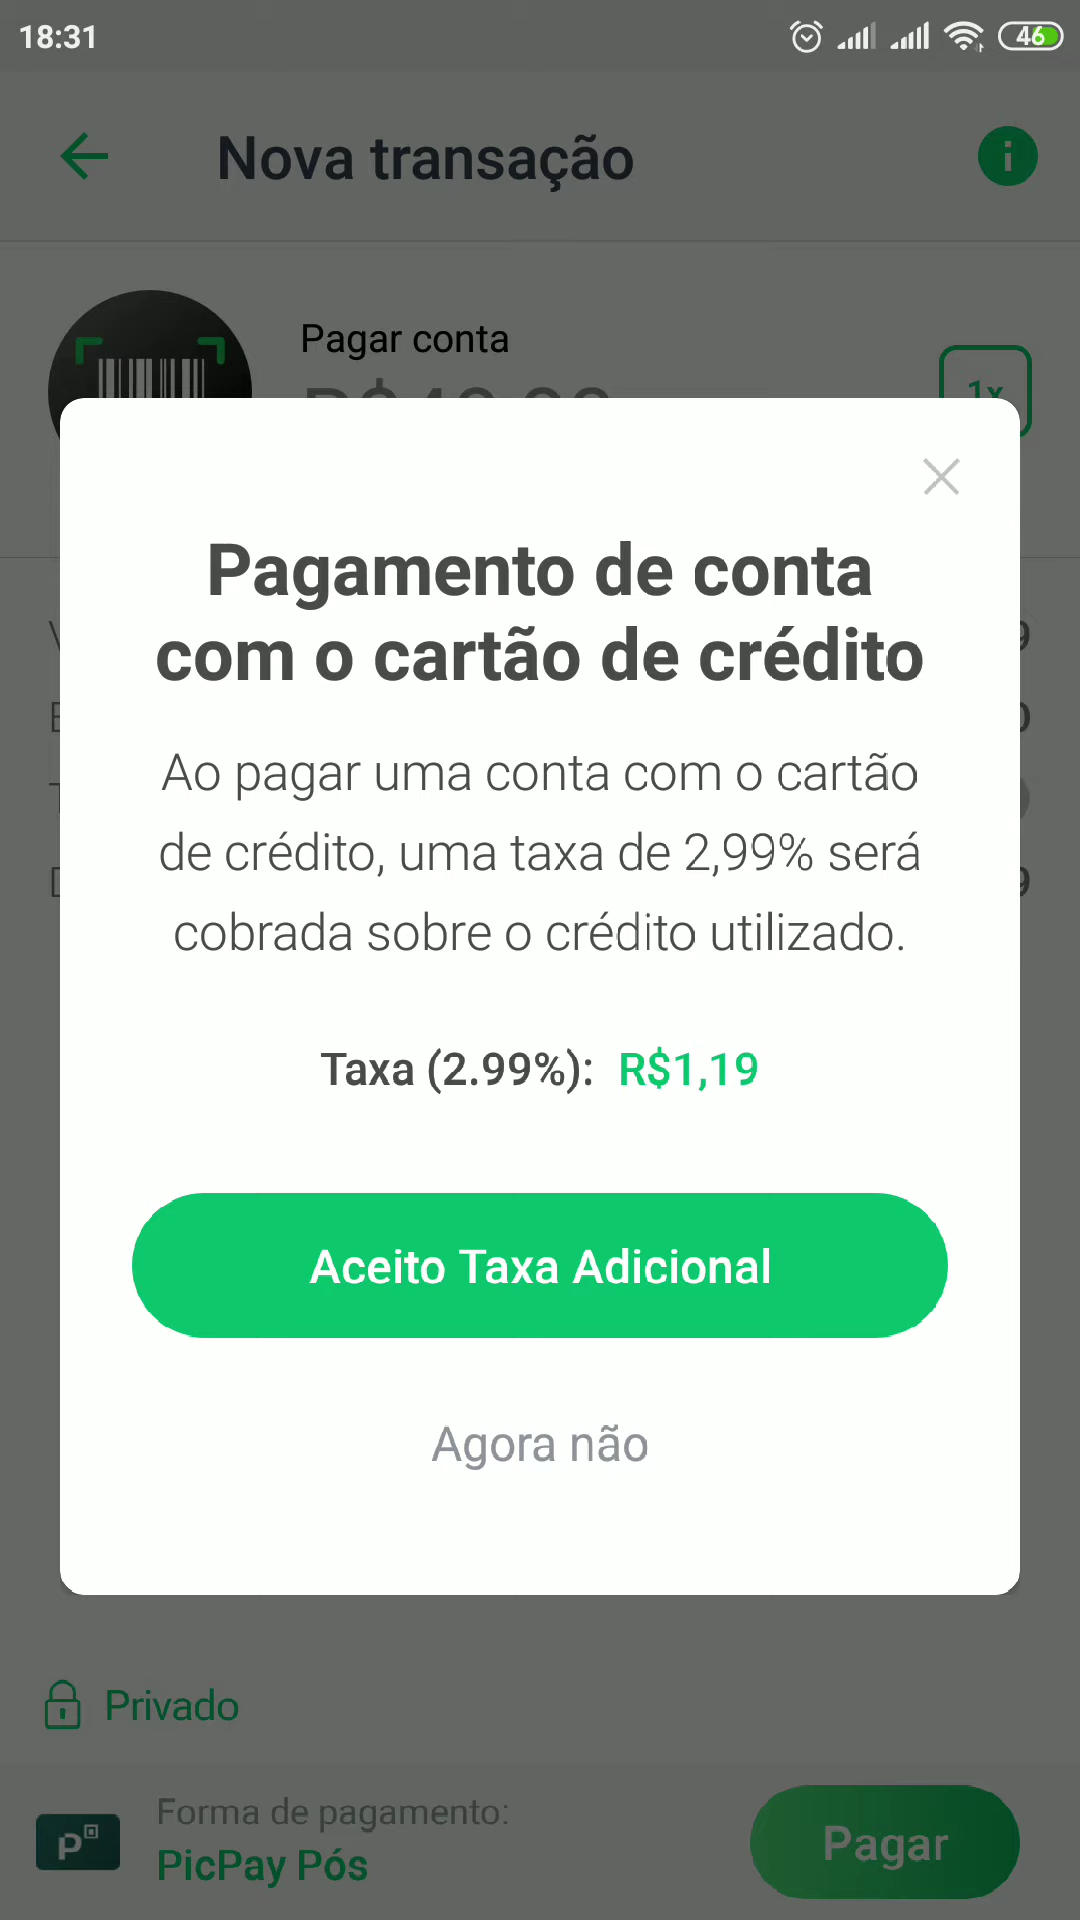 18:31
46
Nova transação
i
Pagar conta
1x
Pagamento de conta
com o cartão de crédito
Ao pagar uma conta com o cartão
de crédito, uma taxa de 2,99% será
cobrada sobre o crédito utilizado.
Taxa (2.99%): R$1,19
Aceito Taxa Adicional
Agora não
Privado
Forma de pagamento:
PicPay Pós
Pagar